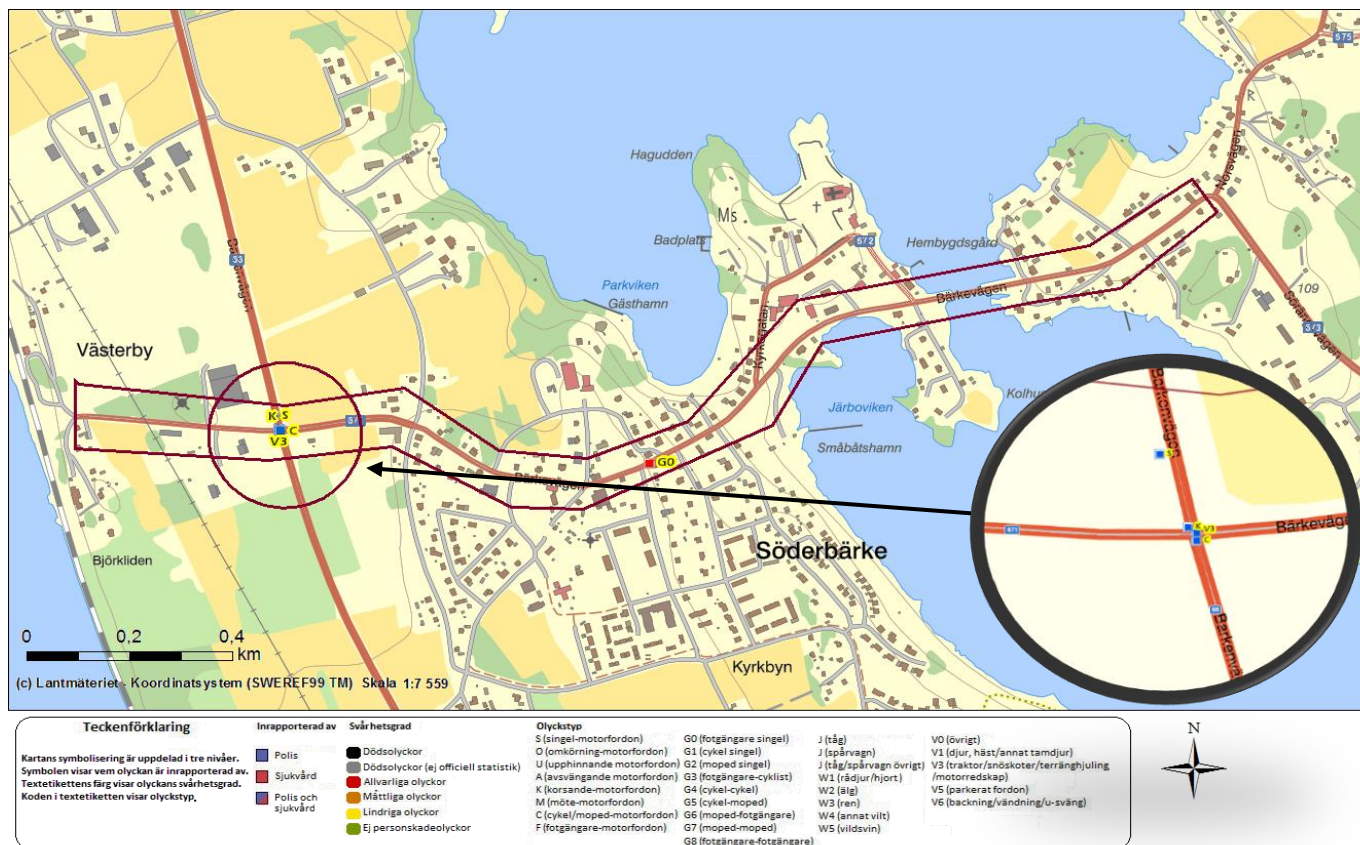 575
R
Norsvägen
Hagudden
Ms
Badplats
572
Hembygdsgård
33
Parkviken
Gästhamn
Bärkevägen
109
Kyrkogatan
573
Västerby
Järboviken
K S
C
V3
Småbåtshamn
G0
Bärkevägen
Söderbärke
Björkliden
Kyrkbyn
Barkenvägen
S
K V3
C
571
Bärkeväge
M
Barkenvä
0 0,2 0,4
km
(c) Lantmäteriet - Koordinatsystem (SWEREF99 TM) Skala 1:7 559
Teckenförklaring
Kartans symbolisering är uppdelad i tre nivåer.
Symbolen visar vem olyckan är inrapporterad av.
Textetikettens färg visar olyckans svårhetsgrad.
Koden i textetiketten visar olyckstyp.
Inrapporterad av
Polis
Sjukvård
Polis och
sjukvård
Svårhetsgrad
Dödsolyckor
Dödsolyckor (ej officiell statistik)
Allvarliga olyckor
Måttliga olyckor
Lindriga olyckor
Ej personskadeolyckor
Olyckstyp
S (singel-motorfordon)
O (omkörning-motorfordon)
U (upphinnande motorfordon)
A (avsvängande motorfordon)
K (korsande-motorfordon)
M (möte-motorfordon)
C (cykel/moped-motorfordon)
F (fotgängare-motorfordon)
G0 (fotgängare singel)
G1 (cykel singel)
G2 (moped singel)
G3 (fotgängare-cyklist)
G4 (cykel-cykel)
G5 (cykel-moped)
G6 (moped-fotgängare)
G7 (moped-moped)
G8 (fotgängare-fotgängare)
J (tåg)
J (spårvagn)
J (tåg/spårvagn övrigt)
W1 (rådjur/hjort)
W2 (älg)
W3 (ren)
W4 (annat vilt)
W5 (vildsvin)
V0 (övrigt)
V1 (djur, häst/annat tamdjur)
V3 (traktor/snöskoter/terränghjuling
/motorredskap)
V5 (parkerat fordon)
V6 (backning/vändning/u-sväng)
N